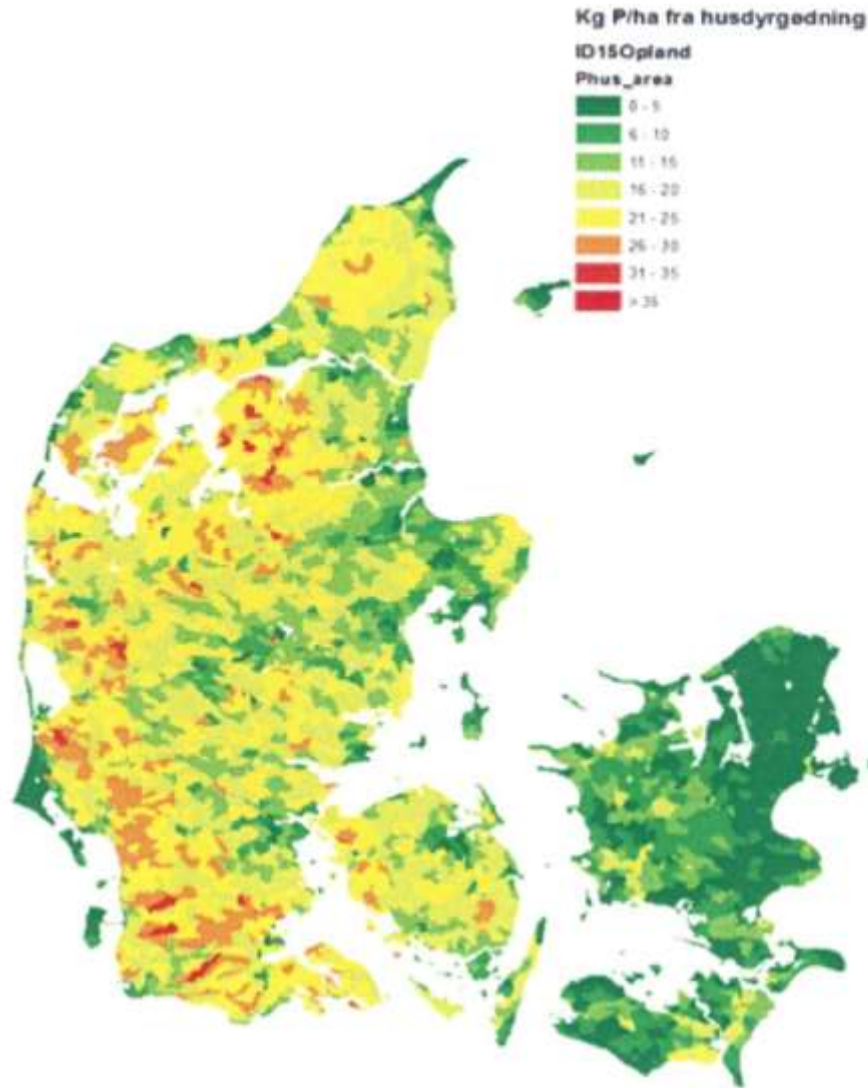 Kg P/ha fra husdyrgødning
ID15Opland
Phus_area
0 - 5
6 - 10
11 - 15
16 - 20
21 - 25
26 - 30
31 - 35
> 35